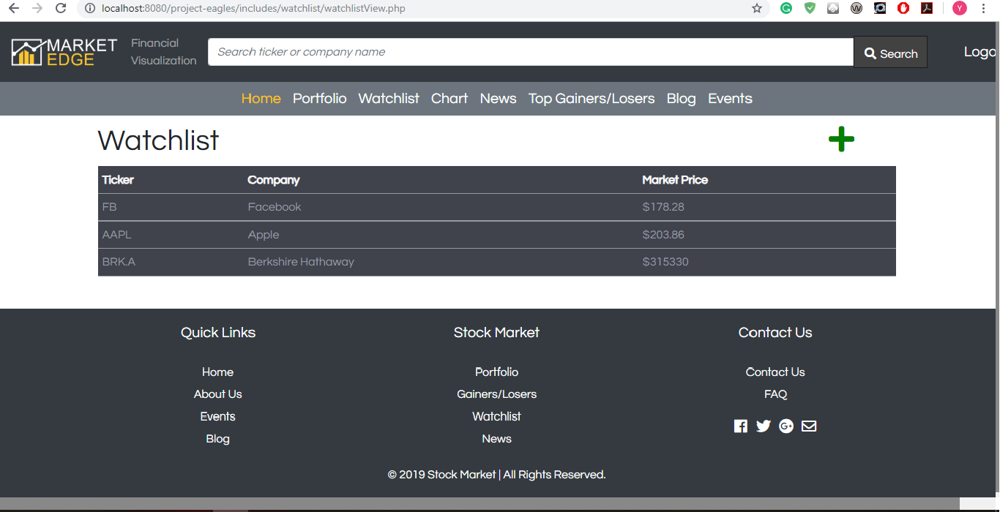 localhost:8080/project-eagles/includes/watchlist/watchlistView.php
Y
MARKET
EDGE
Financial
Visualization
Search ticker or company name
Search
Logo
Home Portfolio Watchlist Chart News Top Gainers/Losers Blog Events
Watchlist
Ticker Company Market Price
FB Facebook $178.28
AAPL Apple $203.86
BRK.A Berkshire Hathaway $315330
Quick Links
Home
About Us
Events
Blog
Stock Market
Portfolio
Gainers/Losers
Watchlist
News
Contact Us
Contact Us
FAQ
© 2019 Stock Market | All Rights Reserved.